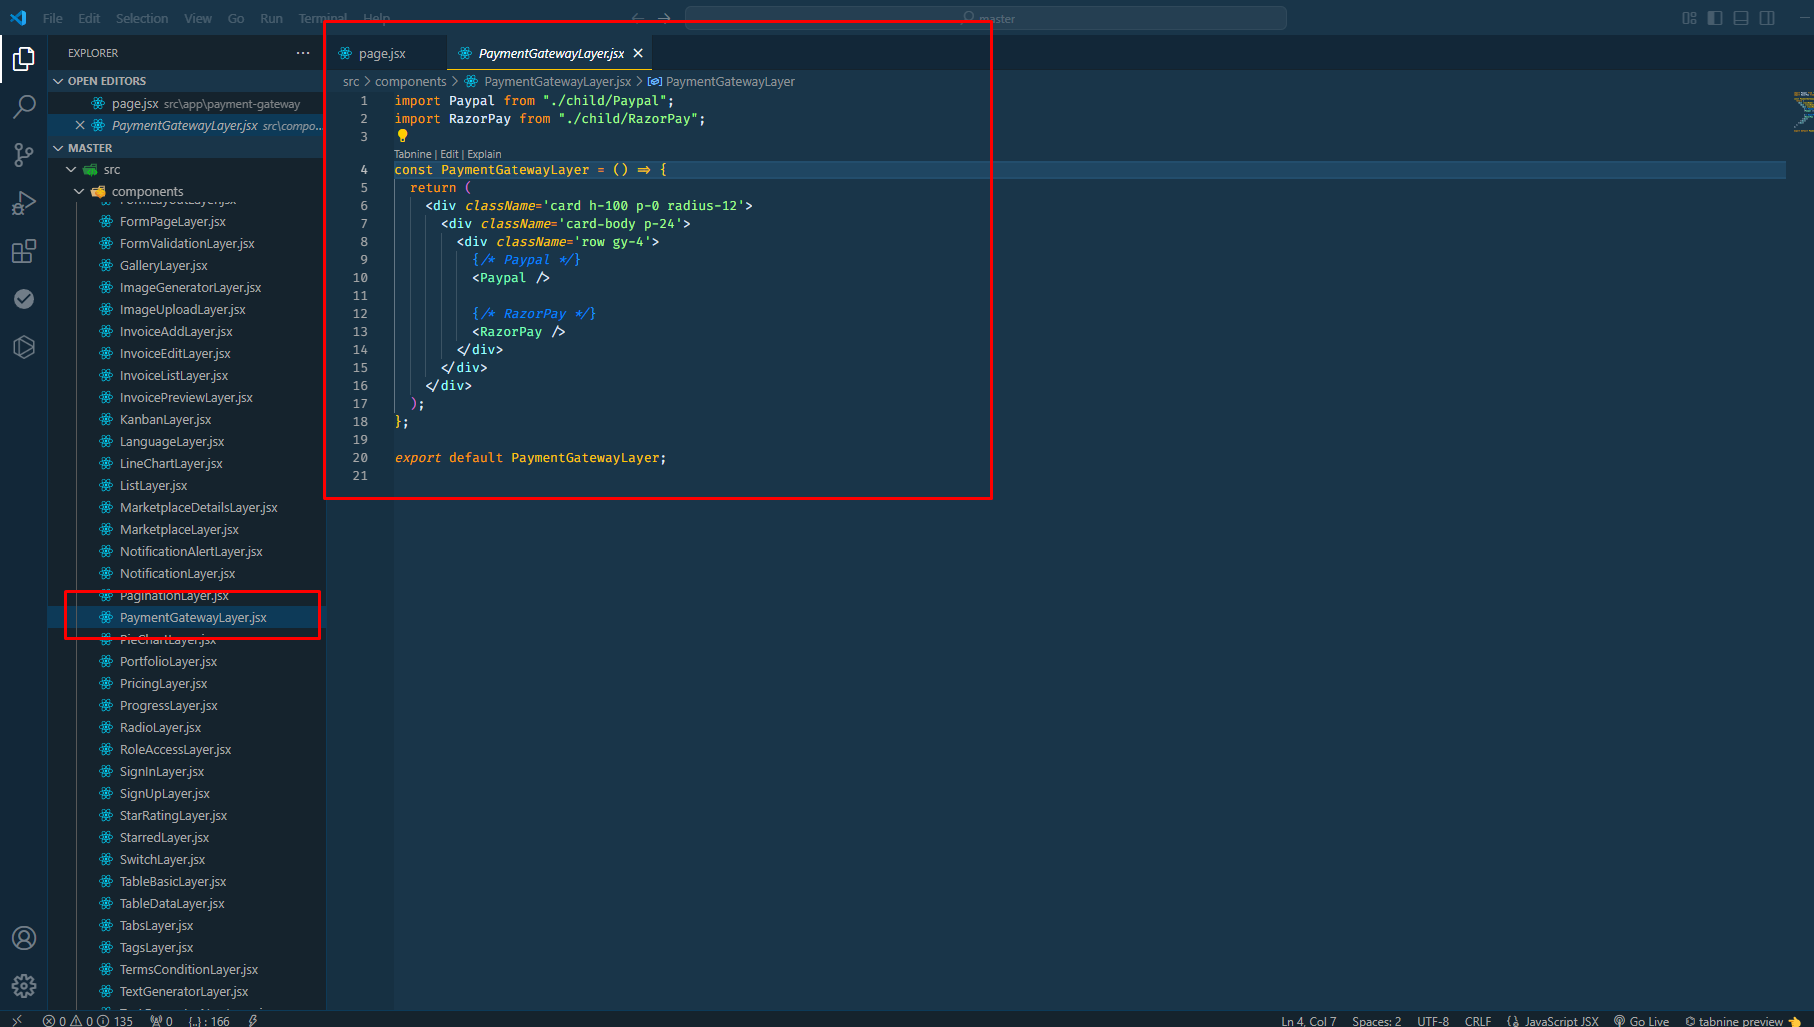 File Edit Selection View Go Run Terminal Help
master
EXPLORER ...
OPEN EDITORS
page.jsx src\app\payment-gateway
PaymentGatewayLayer.jsx src\compo...
MASTER
src
components
FormLayoutLayer.jsx
FormPageLayer.jsx
FormValidationLayer.jsx
GalleryLayer.jsx
ImageGeneratorLayer.jsx
ImageUploadLayer.jsx
InvoiceAddLayer.jsx
InvoiceEditLayer.jsx
InvoiceListLayer.jsx
InvoicePreviewLayer.jsx
KanbanLayer.jsx
LanguageLayer.jsx
LineChartLayer.jsx
ListLayer.jsx
MarketplaceDetailsLayer.jsx
MarketplaceLayer.jsx
NotificationAlertLayer.jsx
NotificationLayer.jsx
PaginationLayer.jsx
PaymentGatewayLayer.jsx
PieChartLayer.jsx
PortfolioLayer.jsx
PricingLayer.jsx
ProgressLayer.jsx
RadioLayer.jsx
RoleAccessLayer.jsx
SignInLayer.jsx
SignUpLayer.jsx
StarRatingLayer.jsx
StarredLayer.jsx
SwitchLayer.jsx
TableBasicLayer.jsx
TableDataLayer.jsx
TabsLayer.jsx
TagsLayer.jsx
TermsConditionLayer.jsx
TextGeneratorLayer.jsx
page.jsx PaymentGatewayLayer.jsx
src > components > PaymentGatewayLayer.jsx > PaymentGatewayLayer
1 import Paypal from "./child/Paypal";
2 import RazorPay from "./child/RazorPay";
3
Tabnine | Edit | Explain
4 const PaymentGatewayLayer = () => {
5 return (
6 <div className='card h-100 p-0 radius-12'>
7 <div className='card-body p-24'>
8 <div className='row gy-4'>
9 {/* Paypal */}
10 <Paypal />
11
12 {/* RazorPay */}
13 <RazorPay />
14 </div>
15 </div>
16 </div>
17 );
18 };
19
20 export default PaymentGatewayLayer;
21
0 0 135 0 {..} : 166
Ln 4, Col 7 Spaces: 2 UTF-8 CRLF {} JavaScript JSX Go Live tabnine preview